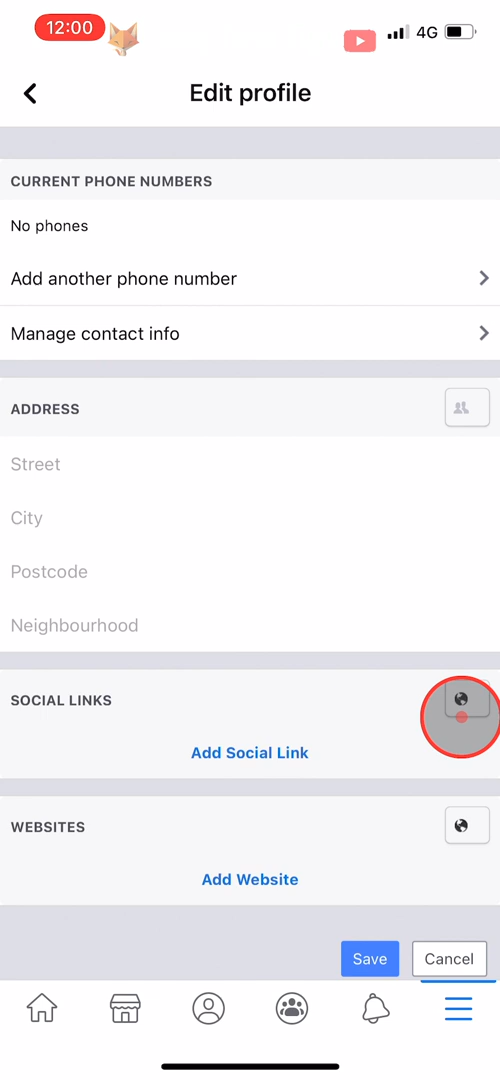 12:00
4G
Edit profile
CURRENT PHONE NUMBERS
No phones
Add another phone number
Manage contact info
ADDRESS
Street
City
Postcode
Neighbourhood
SOCIAL LINKS
Add Social Link
WEBSITES
Add Website
Save
Cancel